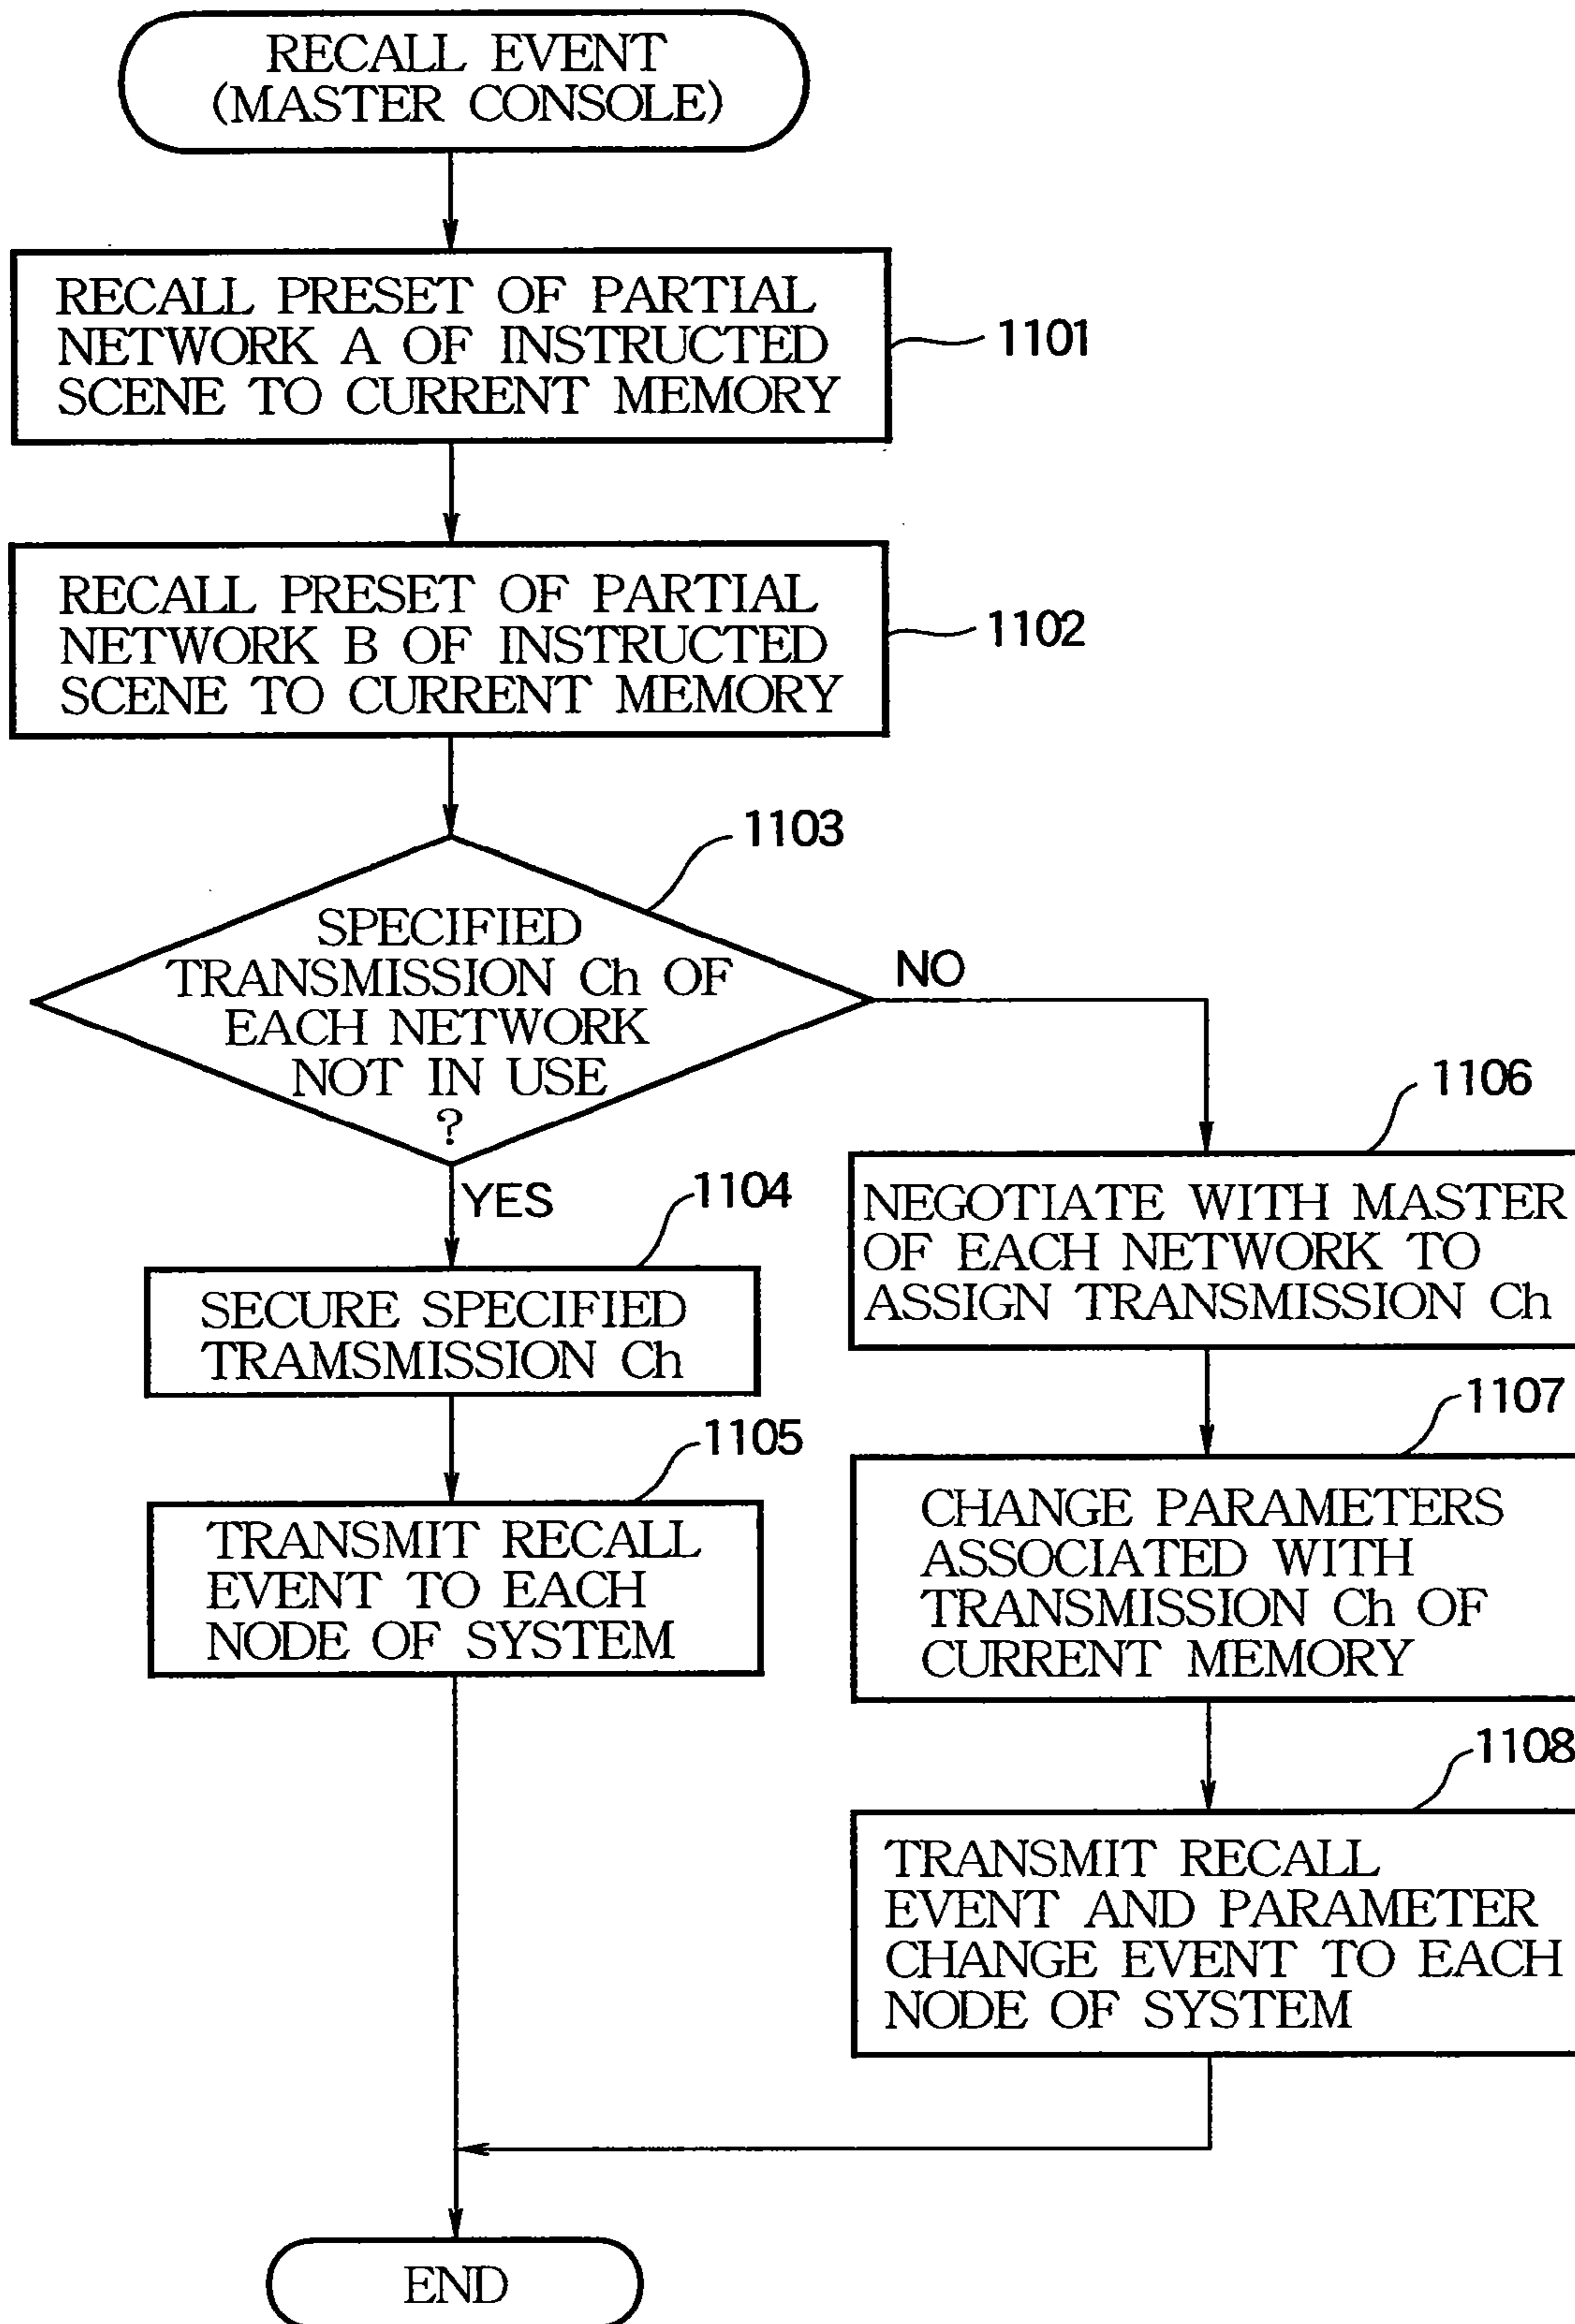 RECALL EVENT
(MASTER CONSOLE)
RECALL PRESET OF PARTIAL
NETWORK A OF INSTRUCTED
SCENE TO CURRENT MEMORY
1101
RECALL PRESET OF PARTIAL
NETWORK B OF INSTRUCTED
SCENE TO CURRENT MEMORY
1102
1103
SPECIFIED
TRANSMISSION Ch OF
EACH NETWORK
NOT IN USE
?
NO
YES
1104
SECURE SPECIFIED
TRAMSMISSION Ch
1105
TRANSMIT RECALL
EVENT TO EACH
NODE OF SYSTEM
1106
NEGOTIATE WITH MASTER
OF EACH NETWORK TO
ASSIGN TRANSMISSION Ch
1107
CHANGE PARAMETERS
ASSOCIATED WITH
TRANSMISSION Ch OF
CURRENT MEMORY
1108
TRANSMIT RECALL
EVENT AND PARAMETER
CHANGE EVENT TO EACH
NODE OF SYSTEM
END